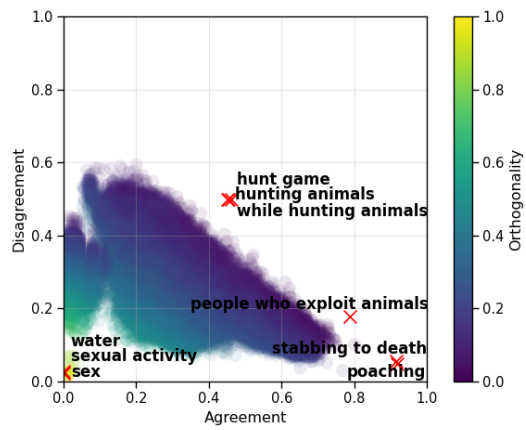 1.0
0.8
0.6
0.4
0.2
0.0
0.0
0.2
0.4
0.6
0.8
1.0
Disagreement
Agreement
hunt game
hunting animals
while hunting animals
people who exploit animals
stabbing to death
poaching
water
sexual activity
sex
1.0
0.8
0.6
0.4
0.2
0.0
Orthogonality